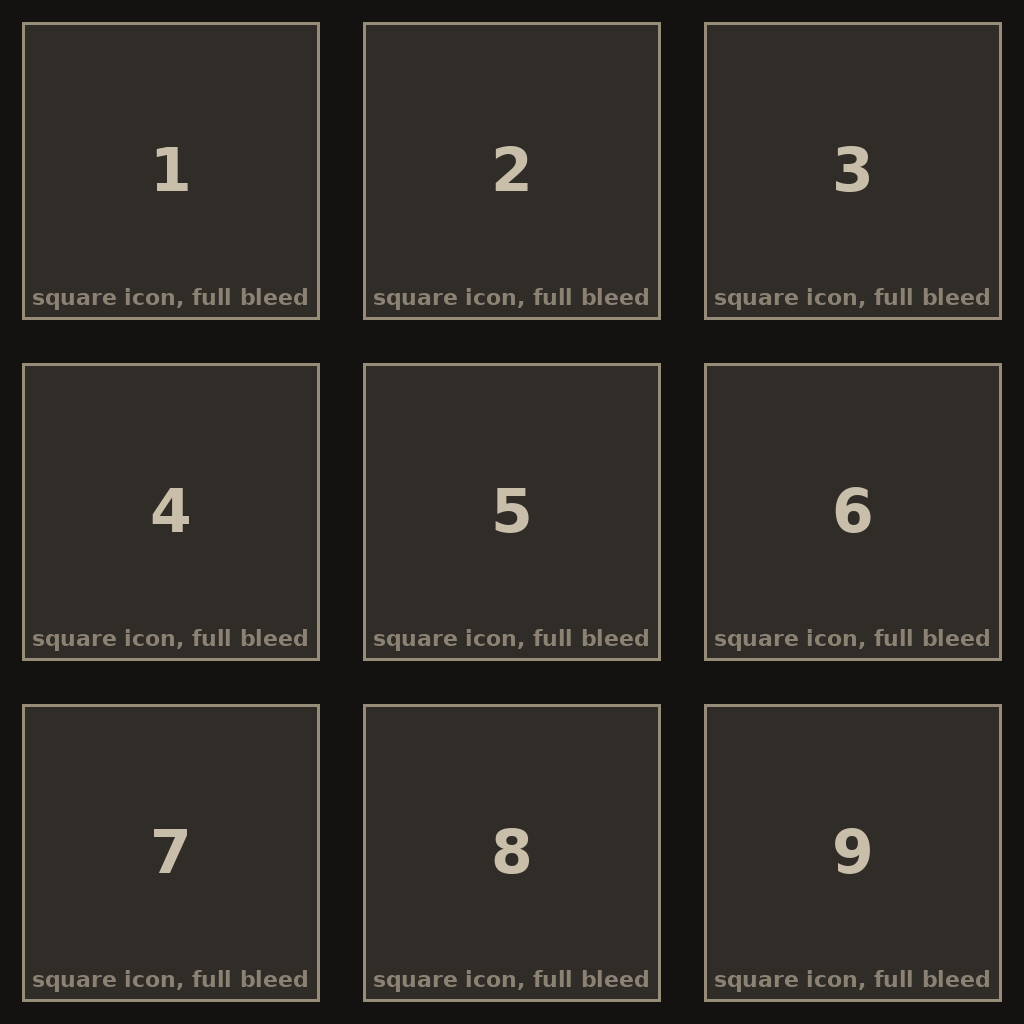 1
2
3
square icon, full bleed
square icon, full bleed
square icon, full bleed
4
5
6
square icon, full bleed
square icon, full bleed
square icon, full bleed
7
8
9
square icon, full bleed
square icon, full bleed
square icon, full bleed